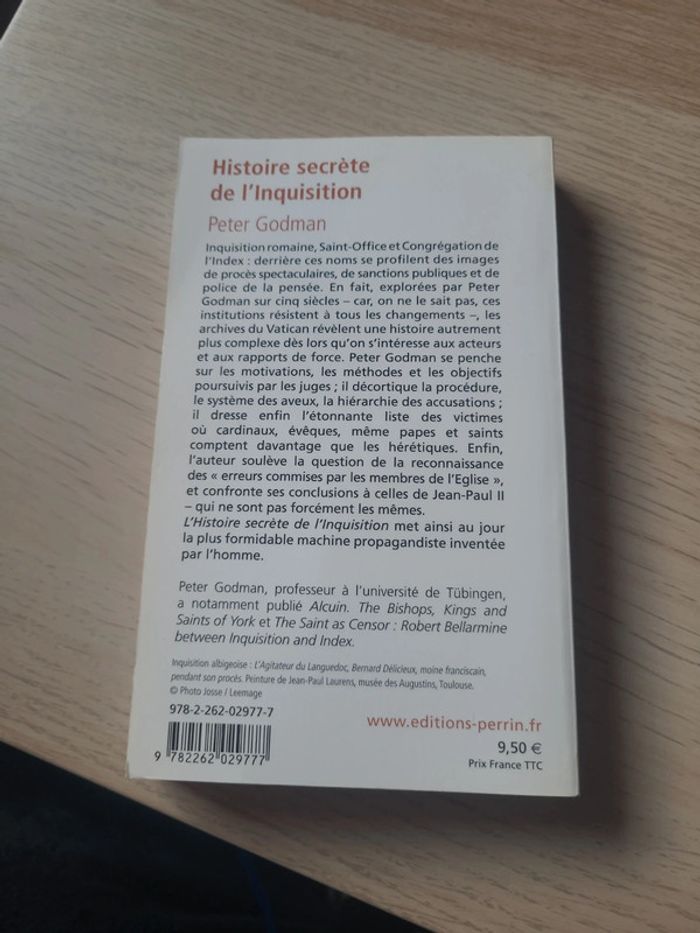 Histoire secrète
de l'Inquisition
Peter Godman
Inquisition romaine, Saint-Office et Congrégation de
l'Index : derrière ces noms se profilent des images
de procès spectaculaires, de sanctions publiques et de
police de la pensée. En fait, explorées par Peter
Godman sur cinq siècles – car, on ne le sait pas, ces
institutions résistent à tous les changements –, les
archives du Vatican révèlent une histoire autrement
plus complexe dès lors qu'on s'intéresse aux acteurs
et aux rapports de force. Peter Godman se penche
sur les motivations, les méthodes et les objectifs
poursuivis par les juges ; il décortique la procédure,
le système des aveux, la hiérarchie des accusations ;
il dresse enfin l'étonnante liste des victimes
où cardinaux, évêques, même papes et saints
comptent davantage que les hérétiques. Enfin,
l'auteur soulève la question de la reconnaissance
des « erreurs commises par les membres de l'Eglise »,
et confronte ses conclusions à celles de Jean-Paul II
– qui ne sont pas forcément les mêmes.
L'Histoire secrète de l'Inquisition met ainsi au jour
la plus formidable machine propagandiste inventée
par l'homme.
Peter Godman, professeur à l'université de Tübingen,
a notamment publié Alcuin. The Bishops, Kings and
Saints of York et The Saint as Censor : Robert Bellarmine
between Inquisition and Index.
Inquisition albigeoise : L'Agitateur du Languedoc, Bernard Délicieux, moine franciscain,
pendant son procès. Peinture de Jean-Paul Laurens, musée des Augustins, Toulouse.
© Photo Josse / Leemage
978-2-262-02977-7
www.editions-perrin.fr
9 782262 029777
9,50 €
Prix France TTC